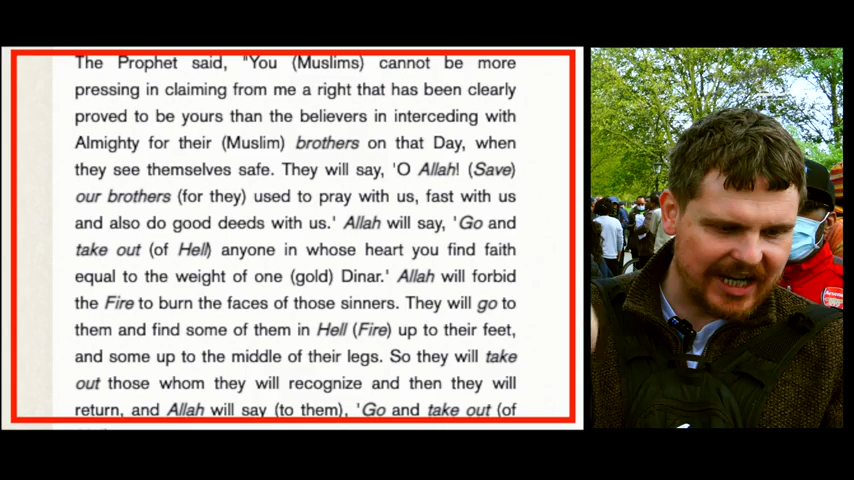 The Prophet said, "You (Muslims) cannot be more
pressing in claiming from me a right that has been clearly
proved to be yours than the believers in interceding with
Almighty for their (Muslim) brothers on that Day, when
they see themselves safe. They will say, 'O Allah! (Save)
our brothers (for they) used to pray with us, fast with us
and also do good deeds with us.' Allah will say, 'Go and
take out (of Hell) anyone in whose heart you find faith
equal to the weight of one (gold) Dinar.' Allah will forbid
the Fire to burn the faces of those sinners. They will go to
them and find some of them in Hell (Fire) up to their feet,
and some up to the middle of their legs. So they will take
out those whom they will recognize and then they will
return, and Allah will say (to them), 'Go and take out (of
Arsenal